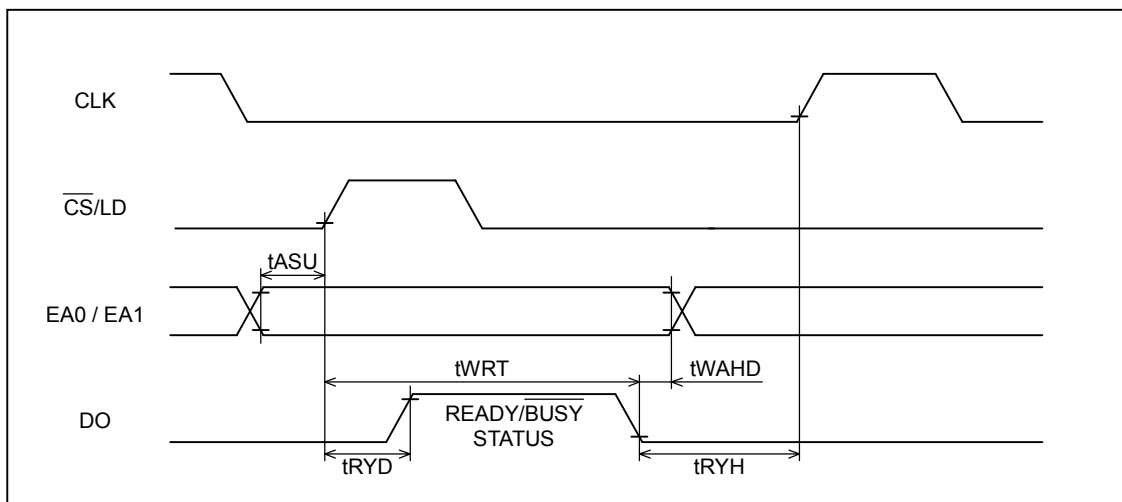 CLK
CS/LD
tASU
EA0 / EA1
tWRT
tWAHD
DO
READY/BUSY
STATUS
tRYD
tRYH